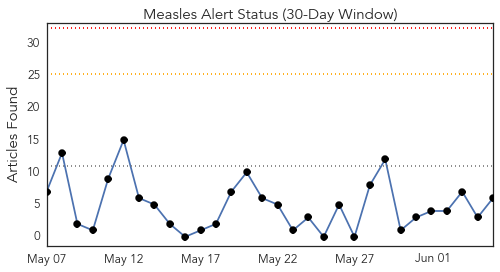 Measles Alert Status (30-Day Window)
Articles Found
30
25
20
15
10
5
0
May 07 May 12 May 17 May 22 May 27 Jun 01